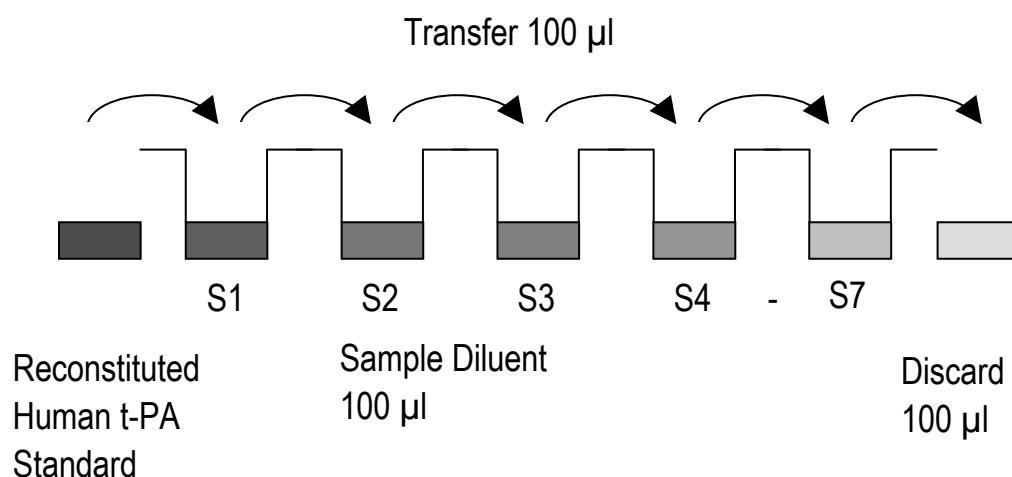 Transfer 100 µl
S1 S2 S3 S4 - S7
Reconstituted
Human t-PA
Standard
Sample Diluent
100 µl
Discard
100 µl